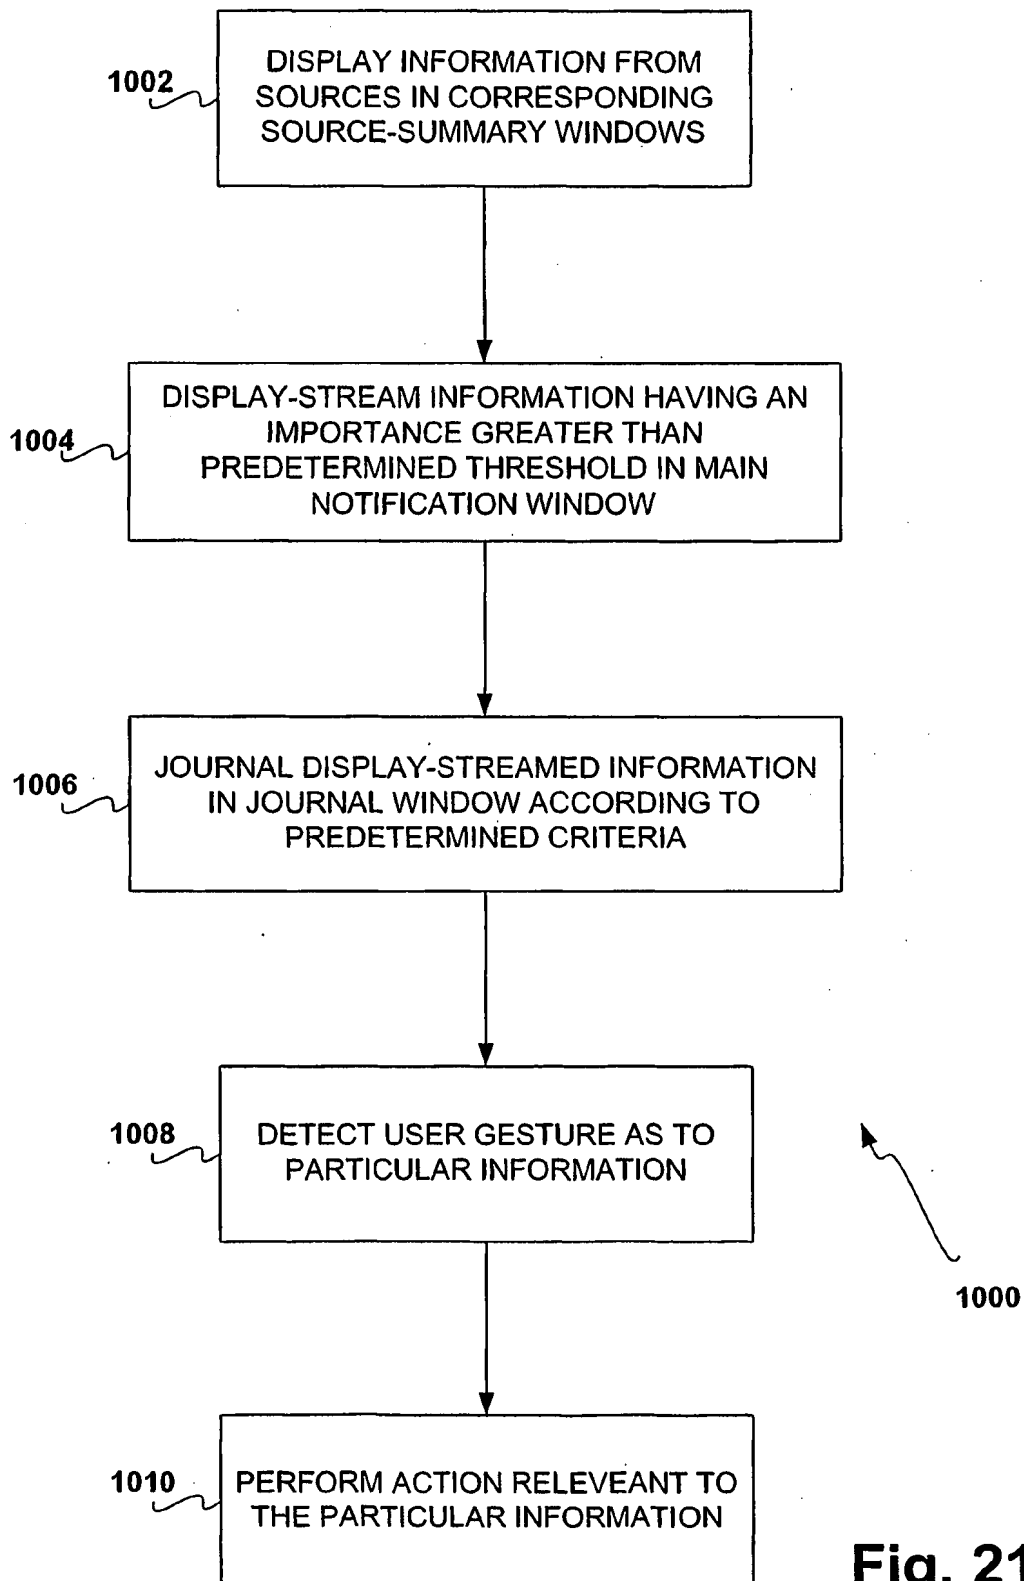 1002
DISPLAY INFORMATION FROM
SOURCES IN CORRESPONDING
SOURCE-SUMMARY WINDOWS
1004
DISPLAY-STREAM INFORMATION HAVING AN
IMPORTANCE GREATER THAN
PREDETERMINED THRESHOLD IN MAIN
NOTIFICATION WINDOW
1006
JOURNAL DISPLAY-STREAMED INFORMATION
IN JOURNAL WINDOW ACCORDING TO
PREDETERMINED CRITERIA
1008
DETECT USER GESTURE AS TO
PARTICULAR INFORMATION
1000
1010
PERFORM ACTION RELEVEANT TO
THE PARTICULAR INFORMATION
Fig. 21